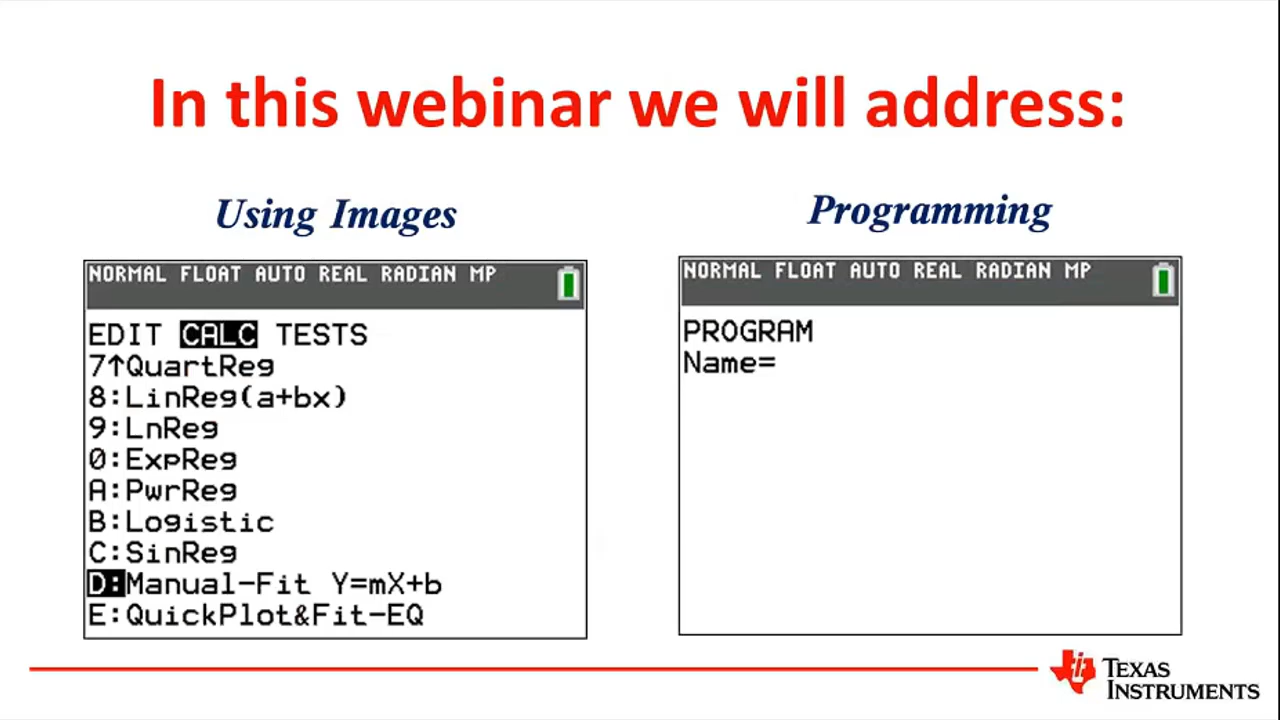 In this webinar we will address:
Using Images
NORMAL FLOAT AUTO REAL RADIAN MP
EDIT CALC TESTS
7↑QuartReg
8:LinReg(a+bx)
9:LnReg
0:ExpReg
A:PwrReg
B:Logistic
C:SinReg
D:Manual-Fit Y=mX+b
E:QuickPlot&Fit-EQ
Programming
NORMAL FLOAT AUTO REAL RADIAN MP
PROGRAM
Name=
TEXAS
INSTRUMENTS